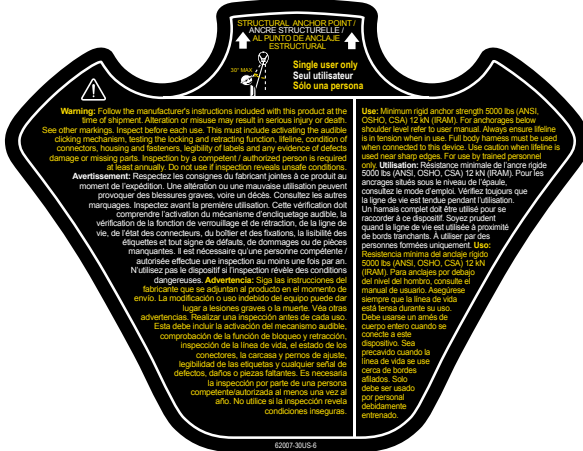 STRUCTURAL ANCHOR POINT /
ANCRE STRUCTURELLE /
AL PUNTO DE ANCLAJE
ESTRUCTURAL
30° MAX
Single user only
Seul utilisateur
Sólo una persona
Warning: Follow the manufacturer's instructions included with this product at the
time of shipment. Alteration or misuse may result in serious injury or death.
See other markings. Inspect before each use. This must include activating the audible
clicking mechanism, testing the locking and retracting function, lifeline, condition of
connectors, housing and fasteners, legibility of labels and any evidence of defects
damage or missing parts. Inspection by a competent / authorized person is required
at least annually. Do not use if inspection reveals unsafe conditions.
Avertissement: Respectez les consignes du fabricant jointes à ce produit au
moment de l'expédition. Une altération ou une mauvaise utilisation peuvent
provoquer des blessures graves, voire un décès. Consultez les autres
marquages. Inspectez avant la première utilisation. Cette vérification doit
comprendre l'activation du mécanisme d'encliquetage audible, la
vérification de la fonction de verrouillage et de rétraction, de la ligne de
vie, de l'état des connecteurs, du boîtier et des fixations, la lisibilité des
étiquettes et tout signe de défauts, de dommages ou de pièces
manquantes. Il est nécessaire qu'une personne compétente /
autorisée effectue une inspection au moins une fois par an.
N'utilisez pas le dispositif si l'inspection révèle des conditions
dangereuses. Advertencia: Siga las instrucciones del
fabricante que se adjuntan al producto en el momento de
envío. La modificación o uso indebido del equipo puede dar
lugar a lesiones graves o la muerte. Véa otras
advertencias. Realizar una inspección antes de cada uso.
Esta debe incluir la activación del mecanismo audible,
comprobación de la función de bloqueo y retracción,
inspección de la línea de vida, el estado de los
conectores, la carcasa y pernos de ajuste,
legibilidad de las etiquetas y cualquier señal de
defectos, daños o piezas faltantes. Es necesaria
la inspección por parte de una persona
competente/autorizada al menos una vez al
año. No utilice si la inspección revela
condiciones inseguras.
Use: Minimum rigid anchor strength 5000 lbs (ANSI,
OSHO, CSA) 12 kN (IRAM). For anchorages below
shoulder level refer to user manual. Always ensure lifeline
is in tension when in use. Full body harness must be used
when connected to this device. Use caution when lifeline is
used near sharp edges. For use by trained personnel
only. Utilisation: Résistance minimale de l'ancre rigide
5000 lbs (ANSI, OSHO, CSA) 12 kN (IRAM). Pour les
ancrages situés sous le niveau de l'épaule,
consultez le mode d'emploi. Vérifiez toujours que
la ligne de vie est tendue pendant l'utilisation.
Un harnais complet doit être utilisé pour se
raccorder à ce dispositif. Soyez prudent
quand la ligne de vie est utilisée à proximité
de bords tranchants. À utiliser par des
personnes formées uniquement. Uso:
Resistencia mínima del anclaje rígido
5000 lbs (ANSI, OSHO, CSA) 12 kN
(IRAM). Para anclajes por debajo
del nivel del hombro, consulte el
manual de usuario. Asegúrese
siempre que la línea de vida
está tensa durante su uso.
Debe usarse un arnés de
cuerpo entero cuando se
conecte a este
dispositivo. Sea
precavido cuando la
línea de vida se use
cerca de bordes
afilados. Solo
debe ser usado
por personal
debidamente
entrenado.
62007-30US-6